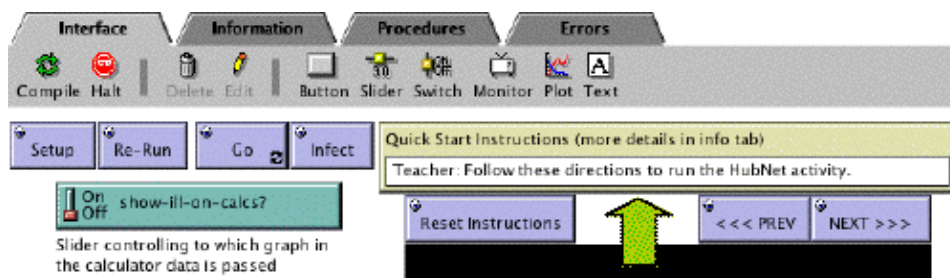 Interface Information Procedures Errors
Compile Halt Delete Edit Button Slider Switch Monitor Plot Text
Setup Re-Run Go Infect
Quick Start Instructions (more details in info tab)
Teacher: Follow these directions to run the HubNet activity.
On
Off
show-ill-on-calcs?
Reset Instructions <<< PREV NEXT >>>
Slider controlling to which graph in
the calculator data is passed